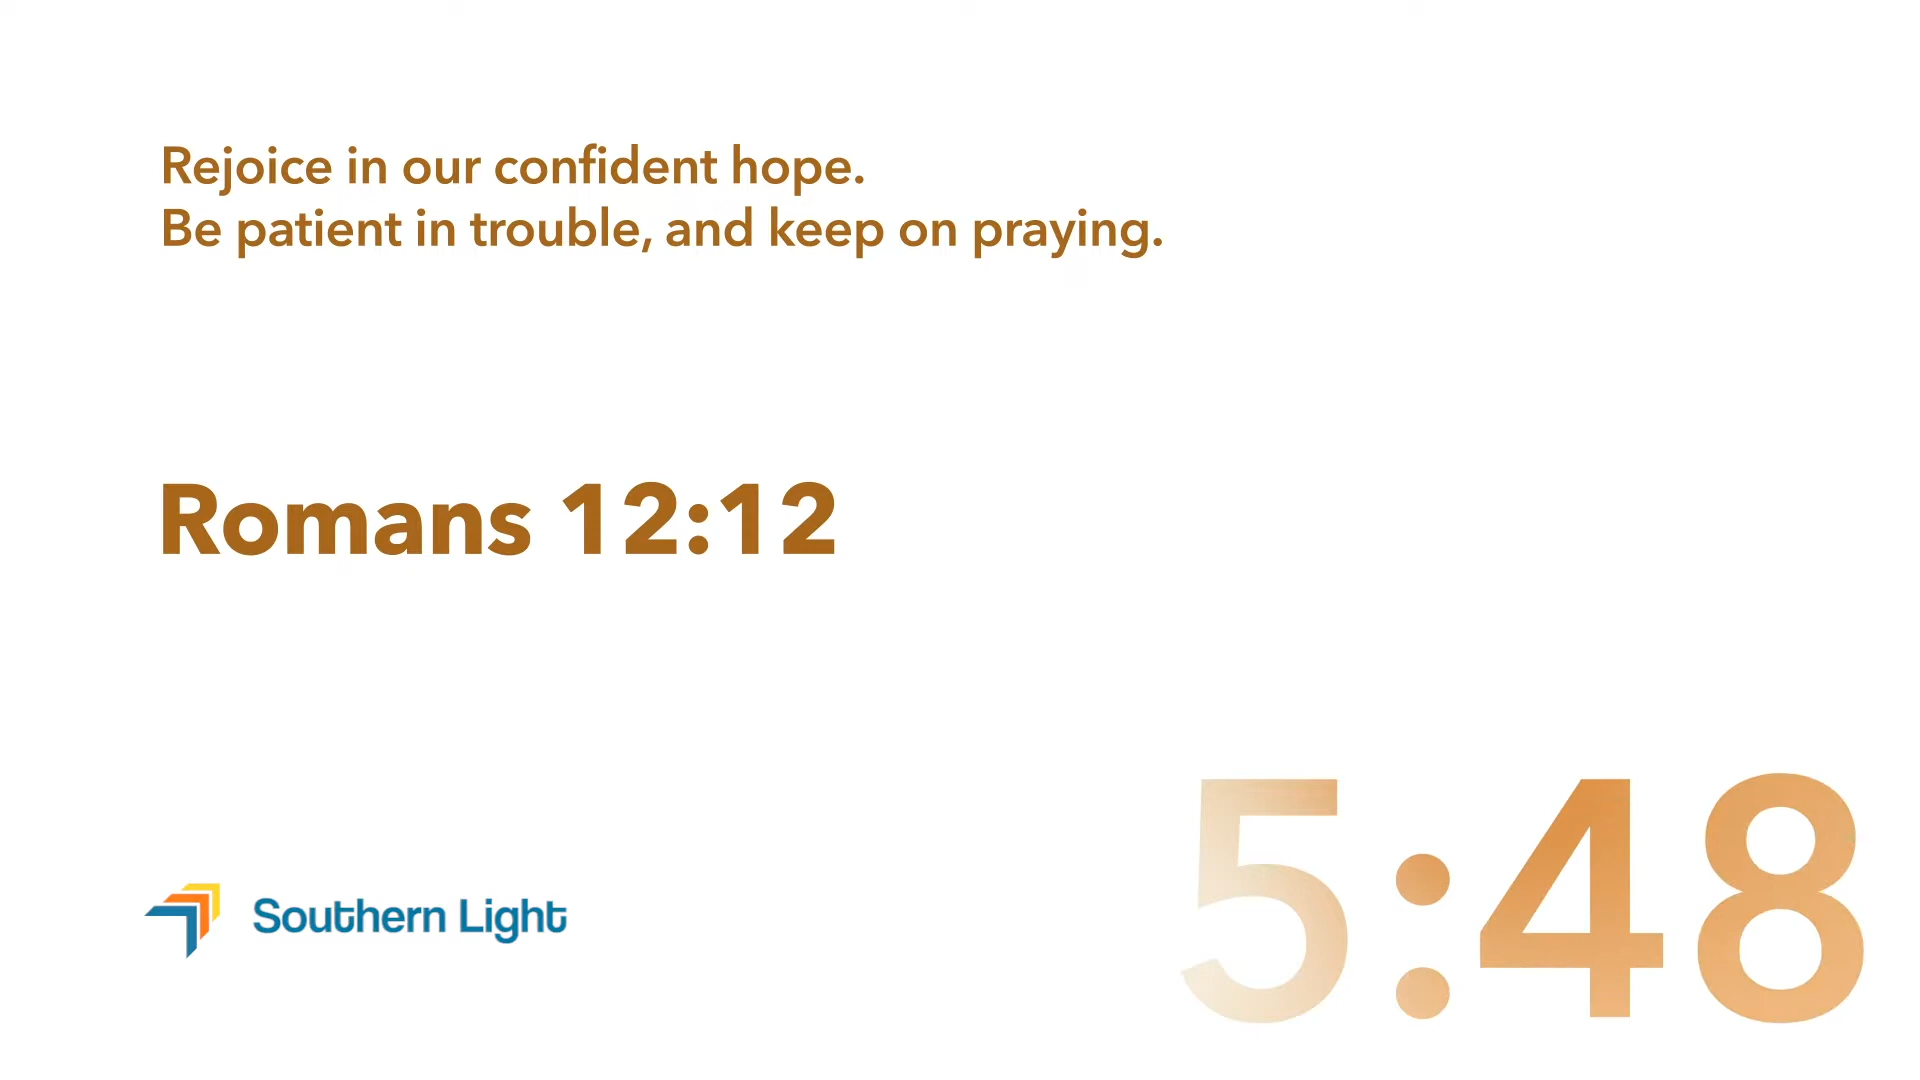 Rejoice in our confident hope.
Be patient in trouble, and keep on praying.
Romans 12:12
Southern Light
5:48